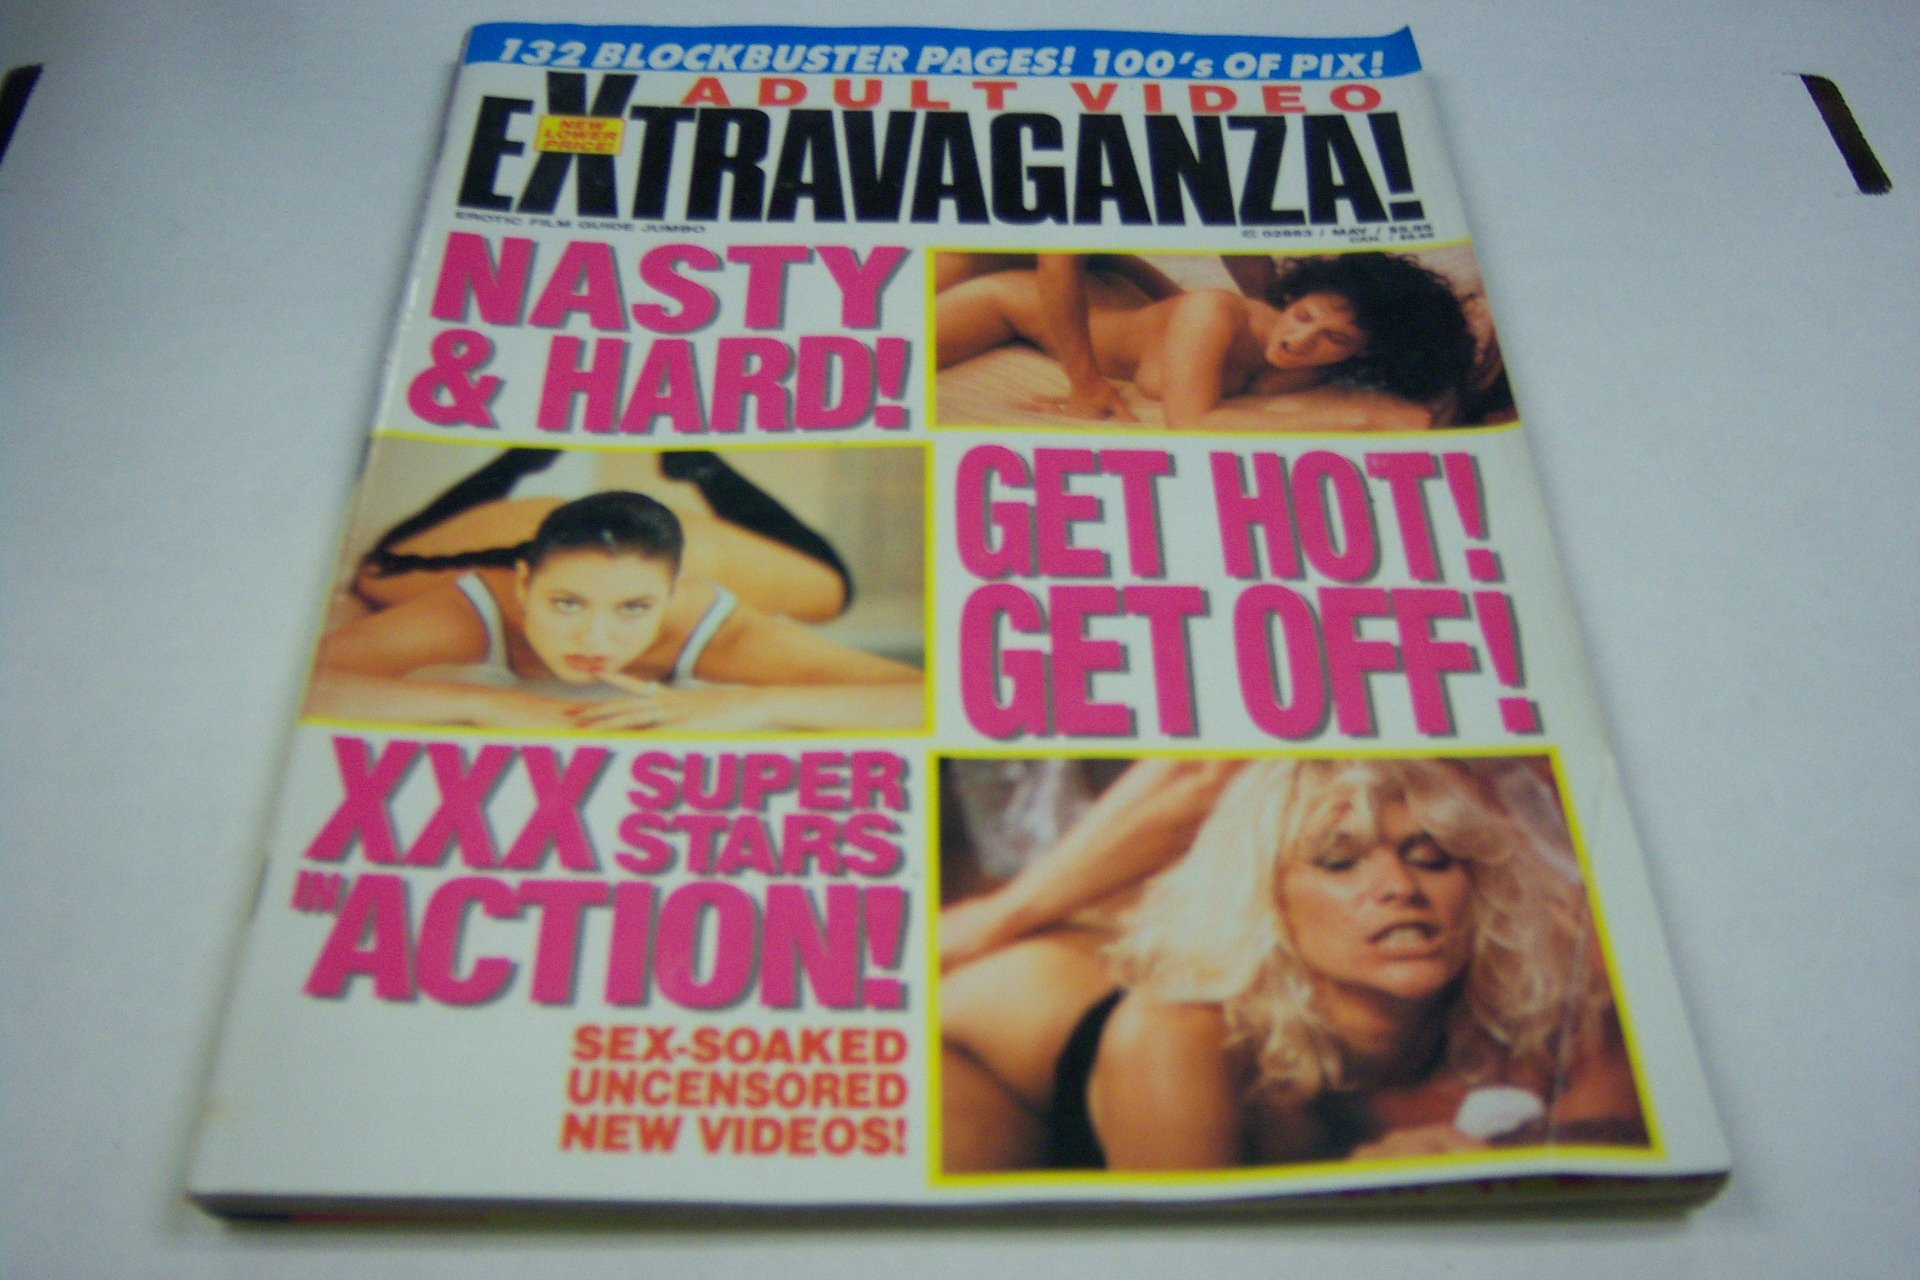 132 BLOCKBUSTER PAGES! 100's OF PIX!
ADULT VIDEO
EXTRAVAGANZA!
NEW
LOWER
PRICE!
EROTIC FILM GUIDE JUMBO
MAY
NASTY
& HARD!
GET HOT!
GET OFF!
XXX SUPER
STARS
IN ACTION!
SEX-SOAKED
UNCENSORED
NEW VIDEOS!